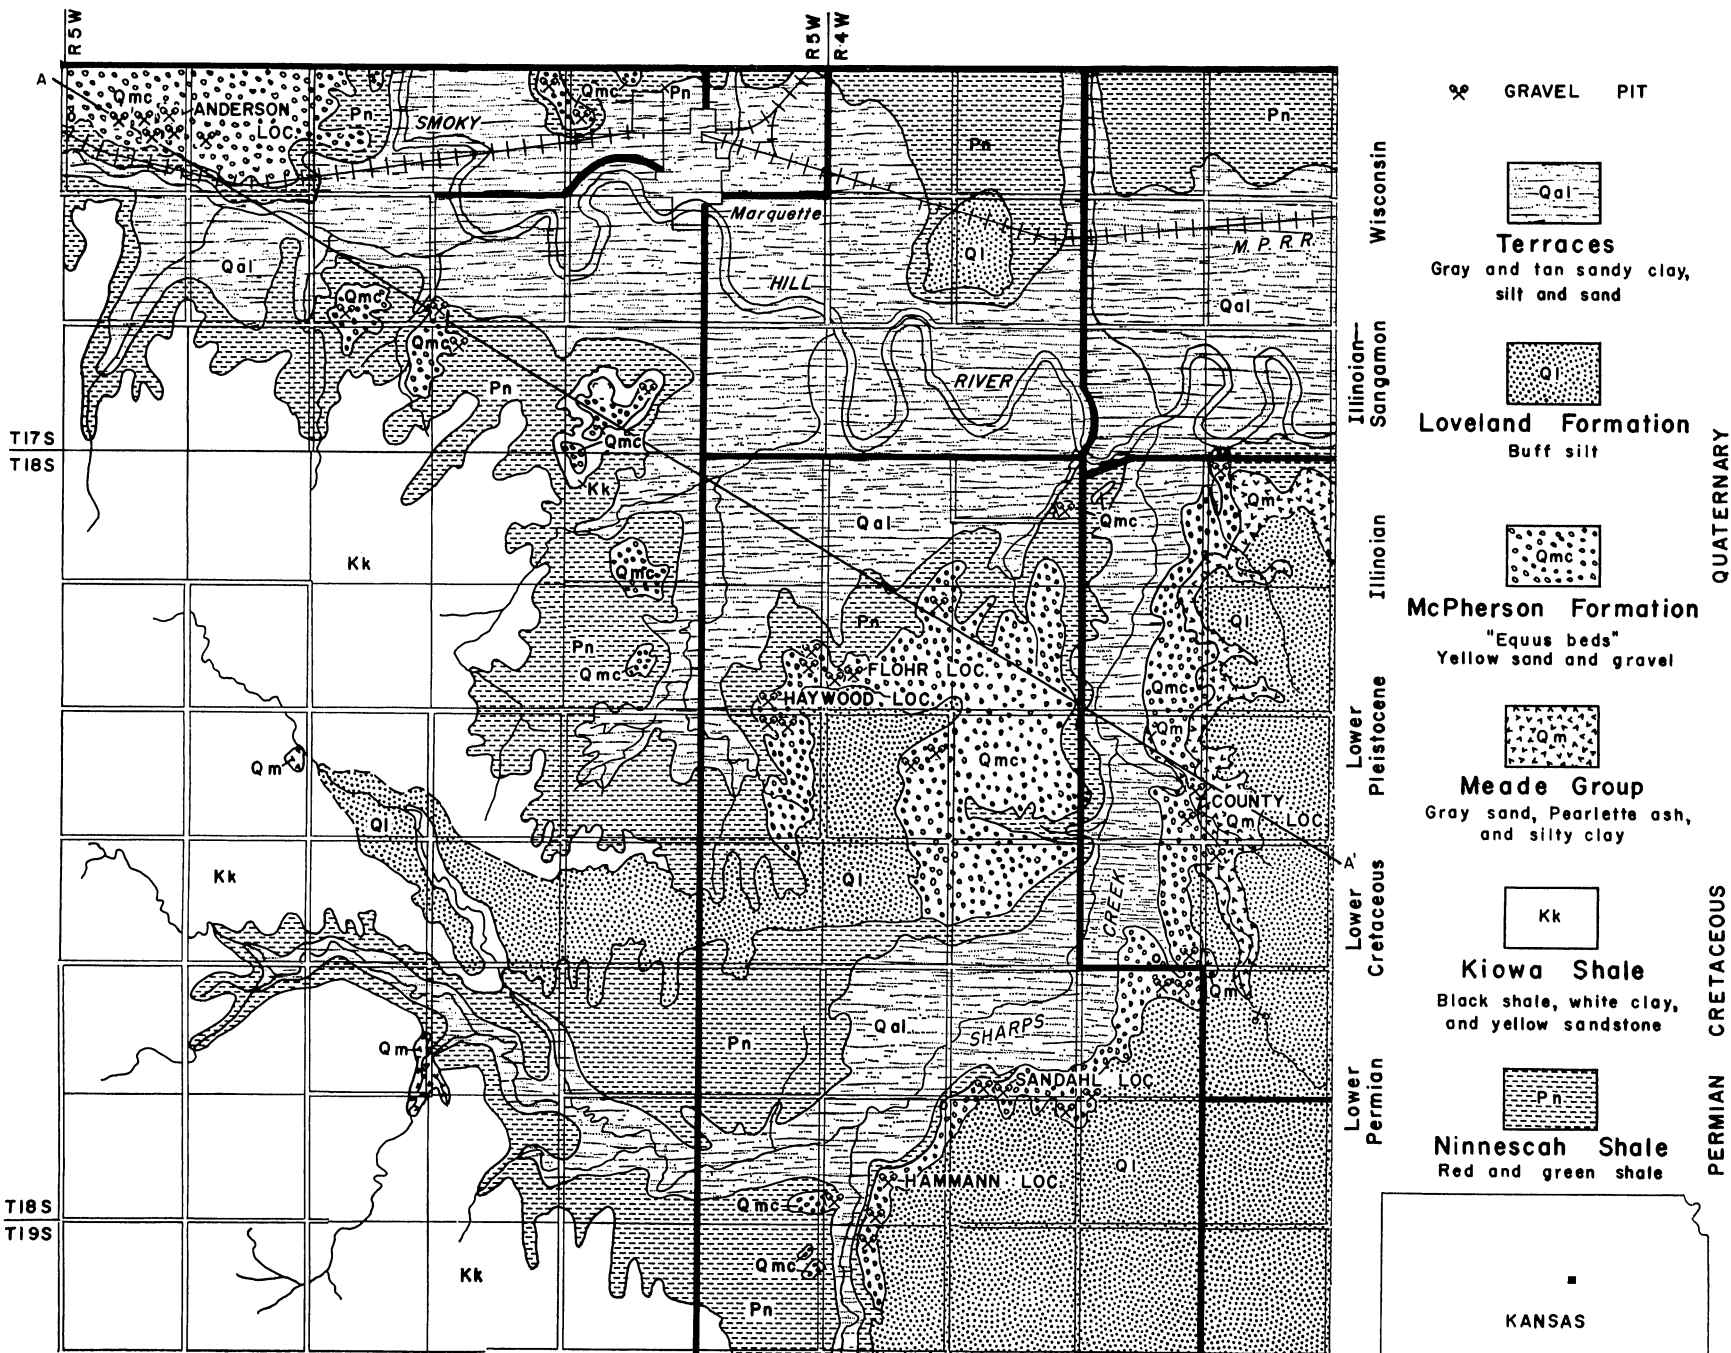 R5W
R5W
R4W
A
Qmc
ANDERSON
LOC.
Pn
SMOKY
Qmc
Pn
Pn
Pn
Marquette
Qal
Ql
M. P. R. R.
HILL
Qmc
Qal
Qmc
Pn
RIVER
Qmc
T17S
T18S
Kk
Qal
Qmc
Qm
Kk
Qmc
Pn
Ql
Pn
Qmc
FLOHR LOC.
HAYWOOD LOC.
Qmc
Qm
Qm
Qmc
COUNTY
Qm LOC.
Ql
A'
Kk
Ql
CREEK
Qm
Qm
Pn
Qal
SHARPS
SANDAHL LOC.
Ql
HAMMANN LOC.
Qmc
T18S
T19S
Kk
Qmc
Pn
GRAVEL PIT
Wisconsin
Qal
Terraces
Gray and tan sandy clay,
silt and sand
Illinoian—
Sangamon
Ql
Loveland Formation
Buff silt
Illinoian
Qmc
McPherson Formation
"Equus beds"
Yellow sand and gravel
Lower
Pleistocene
Qm
Meade Group
Gray sand, Pearlette ash,
and silty clay
QUATERNARY
Lower
Cretaceous
Kk
Kiowa Shale
Black shale, white clay,
and yellow sandstone
CRETACEOUS
Lower
Permian
Pn
Ninnescah Shale
Red and green shale
PERMIAN
KANSAS